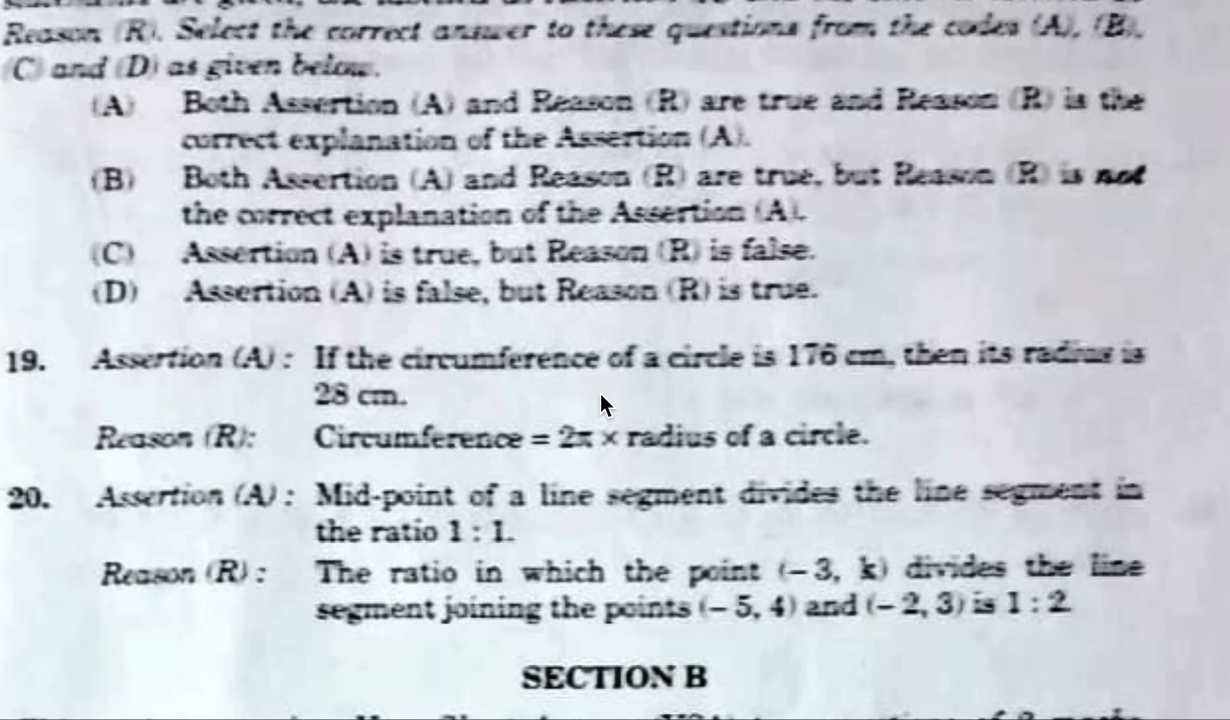 Reason (R). Select the correct answer to these questions from the codes (A), (B),
(C) and (D) as given below.
(A) Both Assertion (A) and Reason (R) are true and Reason (R) is the
correct explanation of the Assertion (A).
(B) Both Assertion (A) and Reason (R) are true, but Reason (R) is not
the correct explanation of the Assertion (A).
(C) Assertion (A) is true, but Reason (R) is false.
(D) Assertion (A) is false, but Reason (R) is true.
19. Assertion (A) : If the circumference of a circle is 176 cm, then its radius is
28 cm.
Reason (R): Circumference = 2π × radius of a circle.
20. Assertion (A) : Mid-point of a line segment divides the line segment in
the ratio 1 : 1.
Reason (R) : The ratio in which the point (– 3, k) divides the line
segment joining the points (– 5, 4) and (– 2, 3) is 1 : 2.
SECTION B